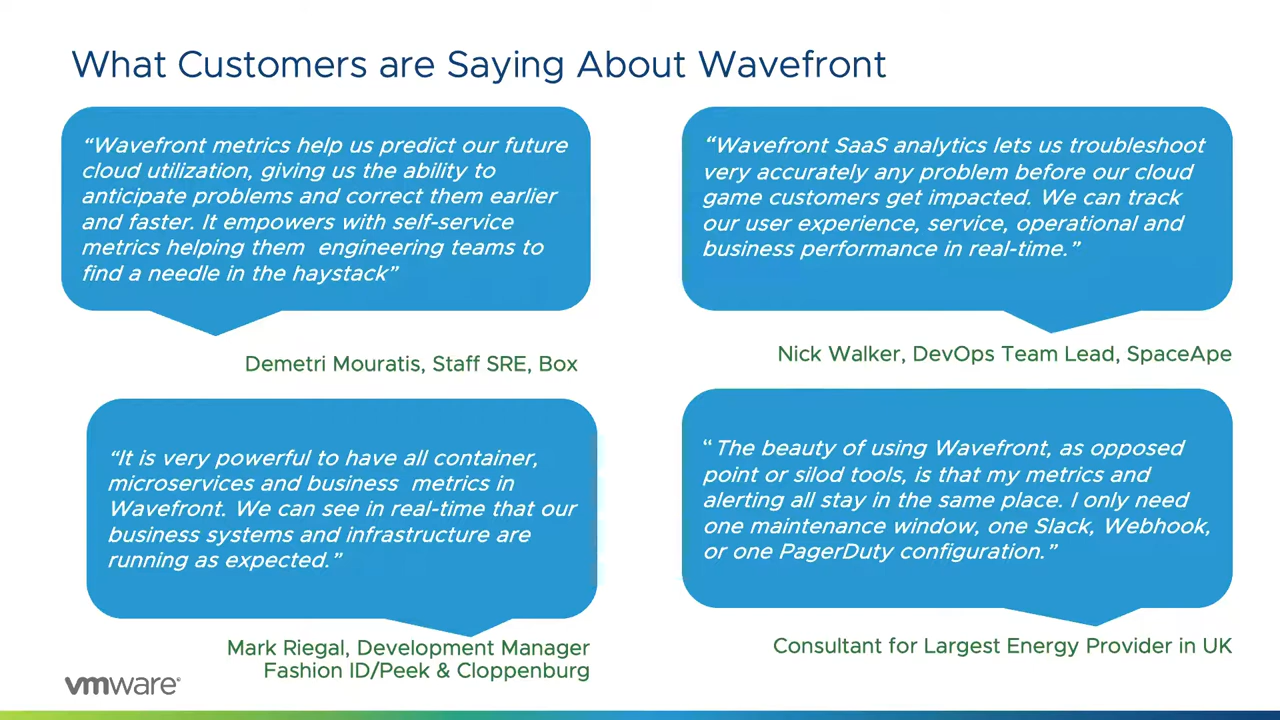 What Customers are Saying About Wavefront
“Wavefront metrics help us predict our future
cloud utilization, giving us the ability to
anticipate problems and correct them earlier
and faster. It empowers with self-service
metrics helping them  engineering teams to
find a needle in the haystack”
Demetri Mouratis, Staff SRE, Box
“Wavefront SaaS analytics lets us troubleshoot
very accurately any problem before our cloud
game customers get impacted. We can track
our user experience, service, operational and
business performance in real-time.”
Nick Walker, DevOps Team Lead, SpaceApe
“It is very powerful to have all container,
microservices and business  metrics in
Wavefront. We can see in real-time that our
business systems and infrastructure are
running as expected.”
Mark Riegal, Development Manager
Fashion ID/Peek & Cloppenburg
“ The beauty of using Wavefront, as opposed
point or silod tools, is that my metrics and
alerting all stay in the same place. I only need
one maintenance window, one Slack, Webhook,
or one PagerDuty configuration.”
Consultant for Largest Energy Provider in UK
vmware®